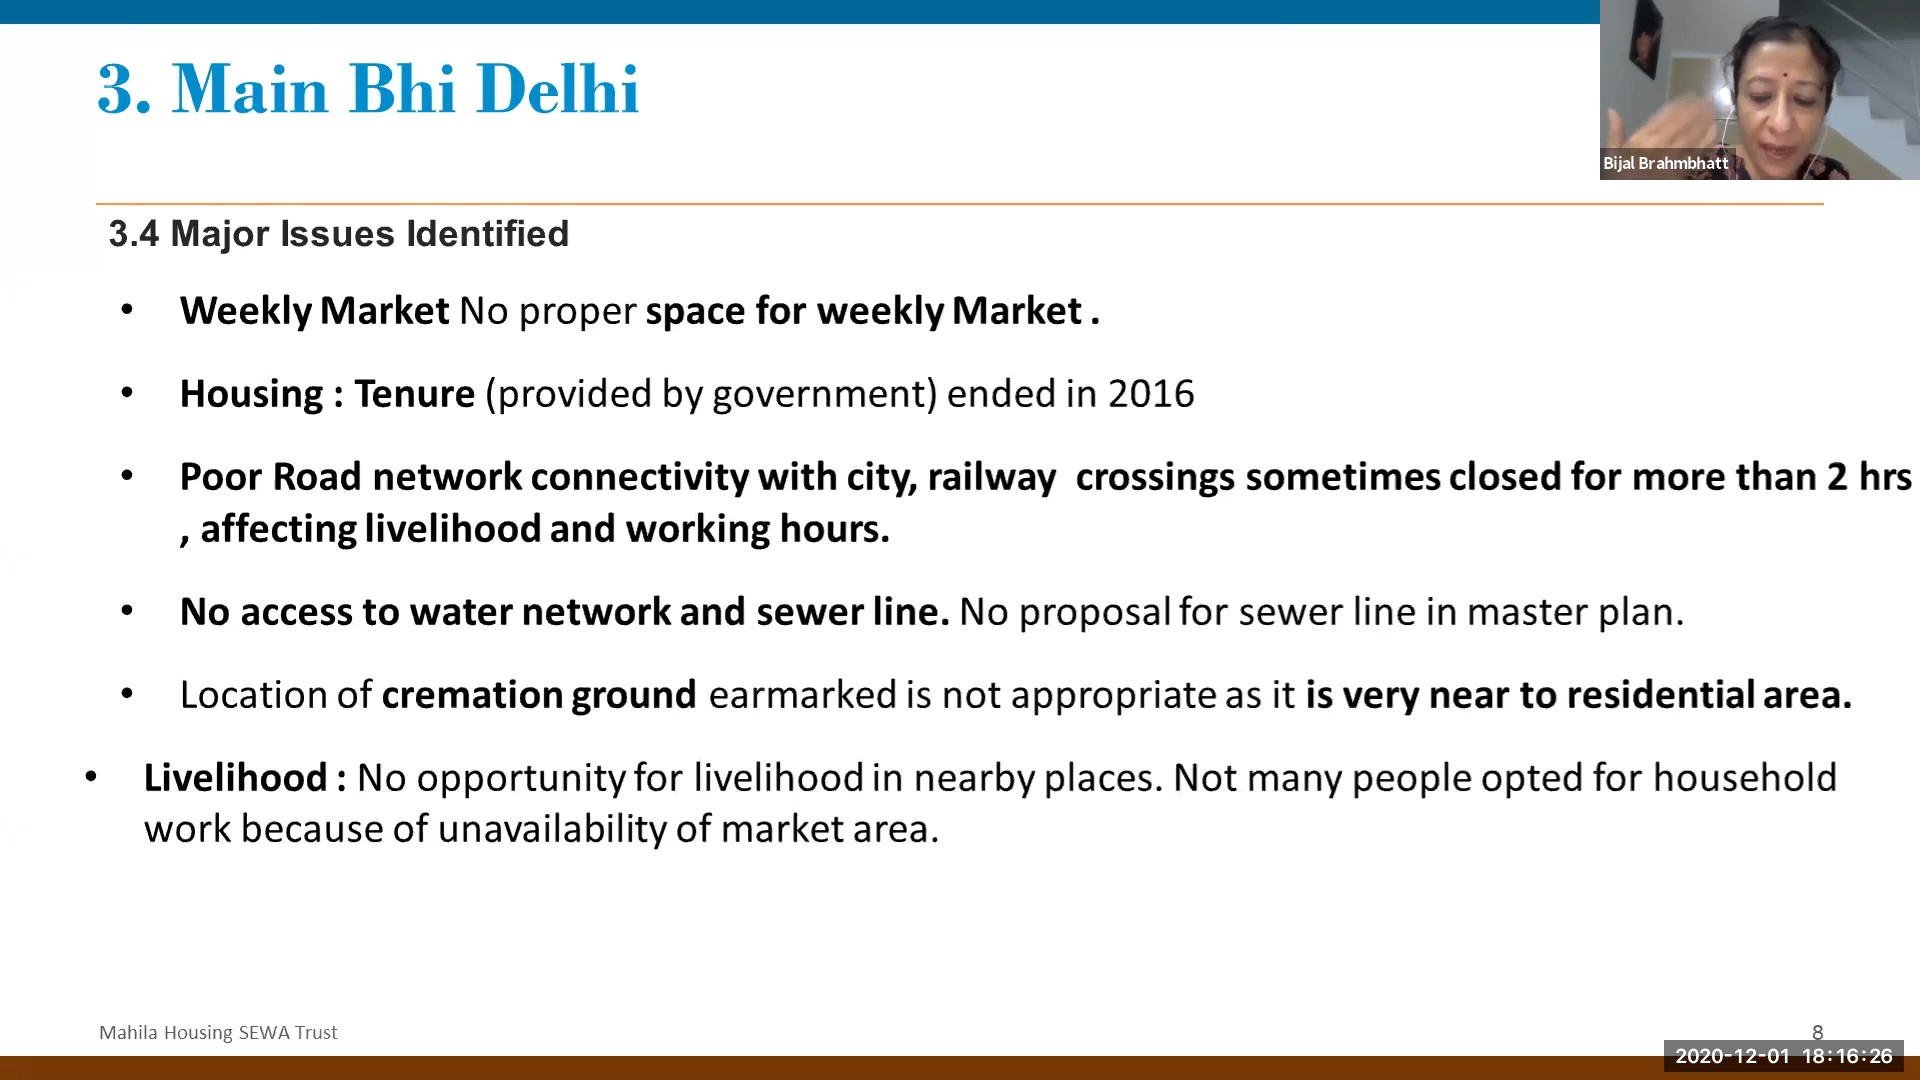 3. Main Bhi Delhi
Bijal Brahmbhatt
3.4 Major Issues Identified
• Weekly Market No proper space for weekly Market .
• Housing : Tenure (provided by government) ended in 2016
• Poor Road network connectivity with city, railway crossings sometimes closed for more than 2 hrs
, affecting livelihood and working hours.
• No access to water network and sewer line. No proposal for sewer line in master plan.
• Location of cremation ground earmarked is not appropriate as it is very near to residential area.
• Livelihood : No opportunity for livelihood in nearby places. Not many people opted for household
work because of unavailability of market area.
Mahila Housing SEWA Trust
8
2020-12-01 18:16:26